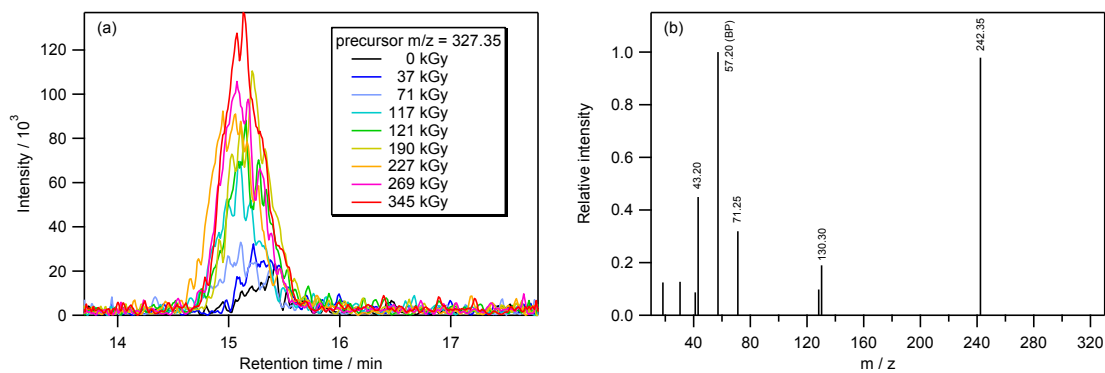 (a)
precursor m/z = 327.35
0 kGy
37 kGy
71 kGy
117 kGy
121 kGy
190 kGy
227 kGy
269 kGy
345 kGy
120
100
80
60
40
20
0
Intensity / 10³
14
15
16
17
Retention time / min
(b)
1.0
0.8
0.6
0.4
0.2
0.0
Relative intensity
43.20
57.20 (BP)
71.25
130.30
242.35
40
80
120
160
200
240
280
320
m / z